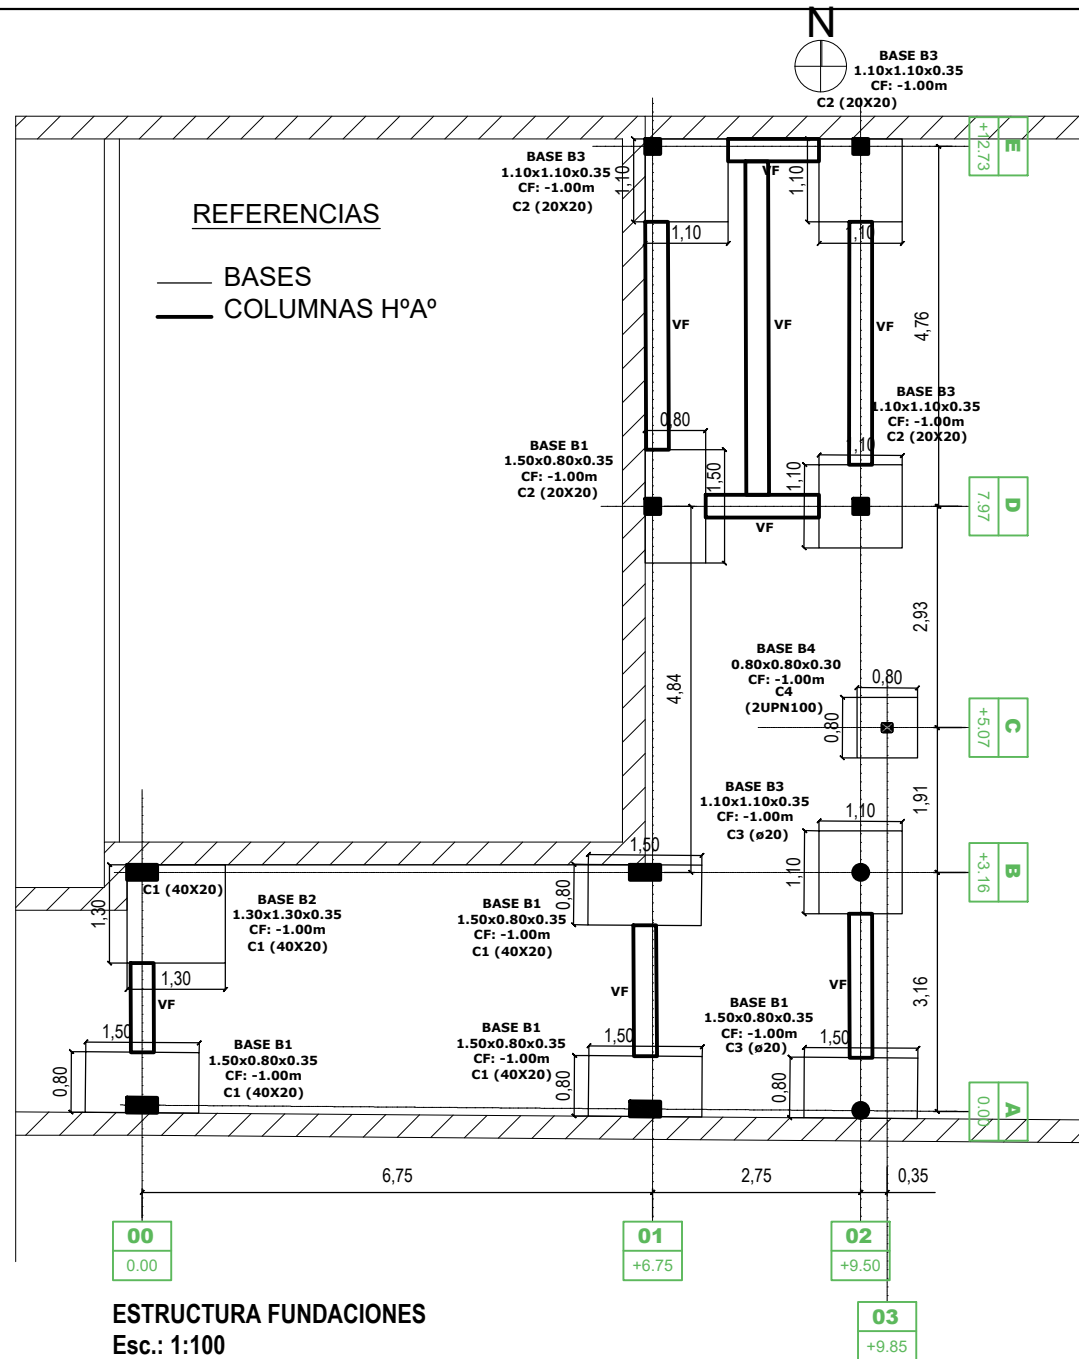 N
BASE B3
1.10x1.10x0.35
CF: -1.00m
C2 (20X20)
E
+12.73
BASE B3
1.10x1.10x0.35
CF: -1.00m
C2 (20X20)
1,10
1,10
VF
1,10
1,10
REFERENCIAS
BASES
COLUMNAS HºAº
VF
VF
VF
4,76
BASE B3
1.10x1.10x0.35
CF: -1.00m
C2 (20X20)
0,80
1,10
BASE B1
1.50x0.80x0.35
CF: -1.00m
C2 (20X20)
1,50
1,10
VF
D
7.97
2,93
BASE B4
0.80x0.80x0.30
CF: -1.00m
C4
(2UPN100)
0,80
0,80
4,84
C
+5.07
1,91
BASE B3
1.10x1.10x0.35
CF: -1.00m
C3 (ø20)
1,10
1,10
B
+3.16
1,50
0,80
C1 (40X20)
1,30
BASE B2
1.30x1.30x0.35
CF: -1.00m
C1 (40X20)
1,30
BASE B1
1.50x0.80x0.35
CF: -1.00m
C1 (40X20)
VF
VF
VF
3,16
1,50
BASE B1
1.50x0.80x0.35
CF: -1.00m
C1 (40X20)
0,80
BASE B1
1.50x0.80x0.35
CF: -1.00m
C1 (40X20)
1,50
0,80
BASE B1
1.50x0.80x0.35
CF: -1.00m
C3 (ø20)
1,50
0,80
A
0.00
6,75
2,75
0,35
00
0.00
01
+6.75
02
+9.50
03
+9.85
ESTRUCTURA FUNDACIONES
Esc.: 1:100